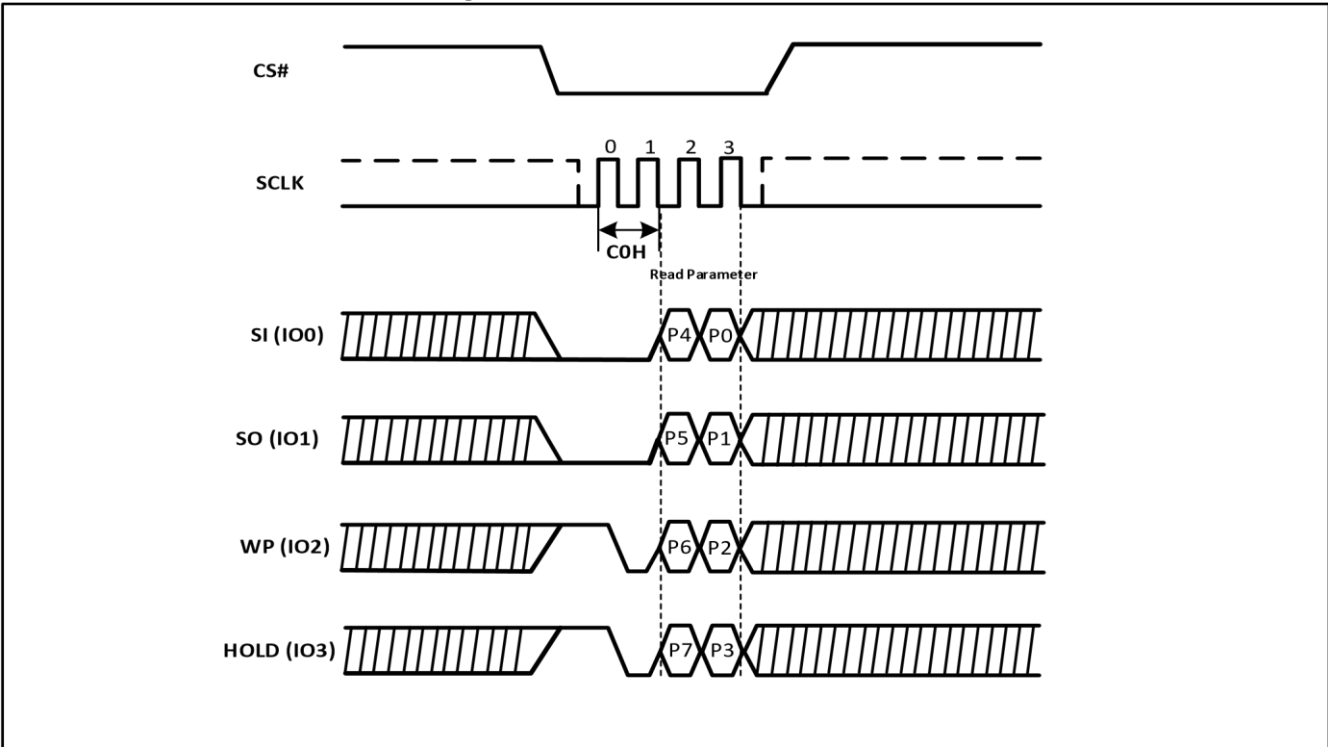 CS#
0 1 2 3
SCLK
C0H
Read Parameter
SI (IO0) P4 P0
SO (IO1) P5 P1
WP (IO2) P6 P2
HOLD (IO3) P7 P3